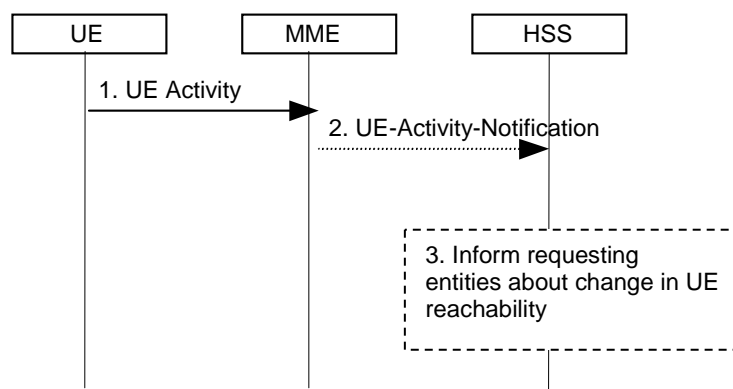 UE
MME
HSS
1. UE Activity
2. UE-Activity-Notification
3. Inform requesting
entities about change in UE
reachability